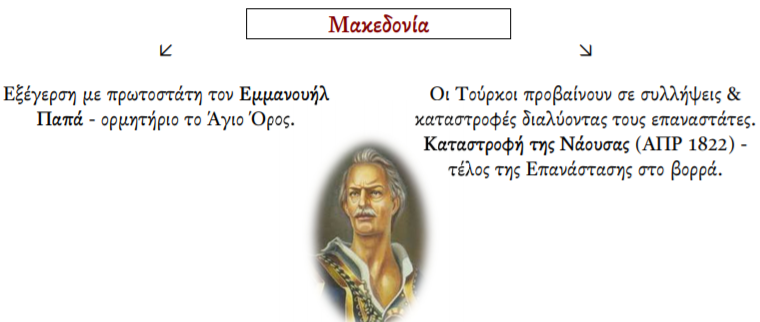 Μακεδονία
Εξέγερση με πρωτοστάτη τον Εμμανουήλ
Παπά - ορμητήριο το Άγιο Όρος.
Οι Τούρκοι προβαίνουν σε συλλήψεις &
καταστροφές διαλύοντας τους επαναστάτες.
Καταστροφή της Νάουσας (ΑΠΡ 1822) -
τέλος της Επανάστασης στο βορρά.